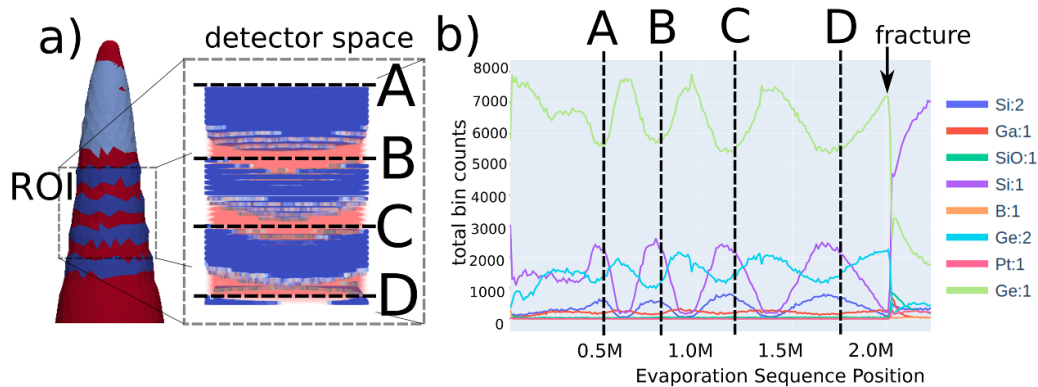 a)
detector space
ROI
A
B
C
D
b)
A B C D
fracture
total bin counts
8000
7000
6000
5000
4000
3000
2000
1000
0
0.5M 1.0M 1.5M 2.0M
Evaporation Sequence Position
Si:2
Ga:1
SiO:1
Si:1
B:1
Ge:2
Pt:1
Ge:1